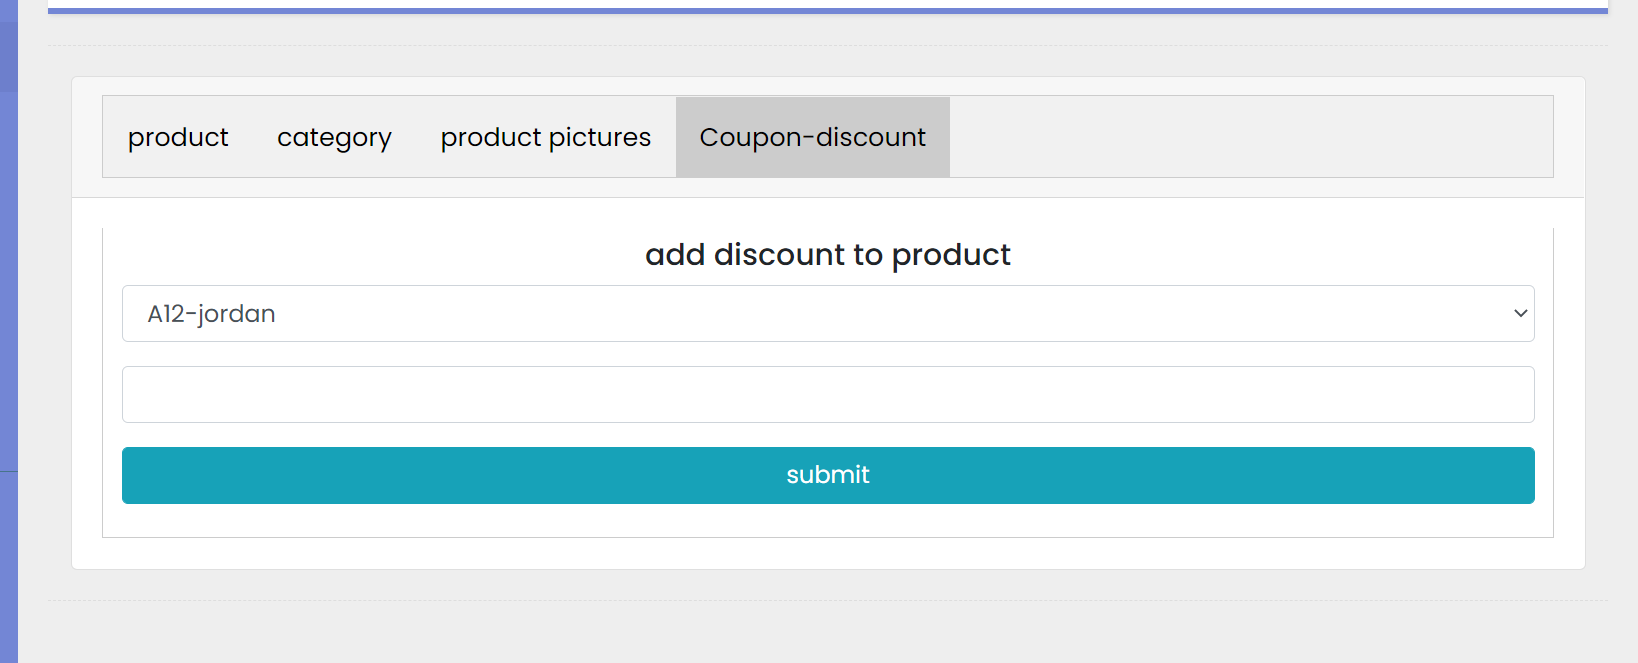 product category product pictures Coupon-discount
add discount to product
A12-jordan
submit